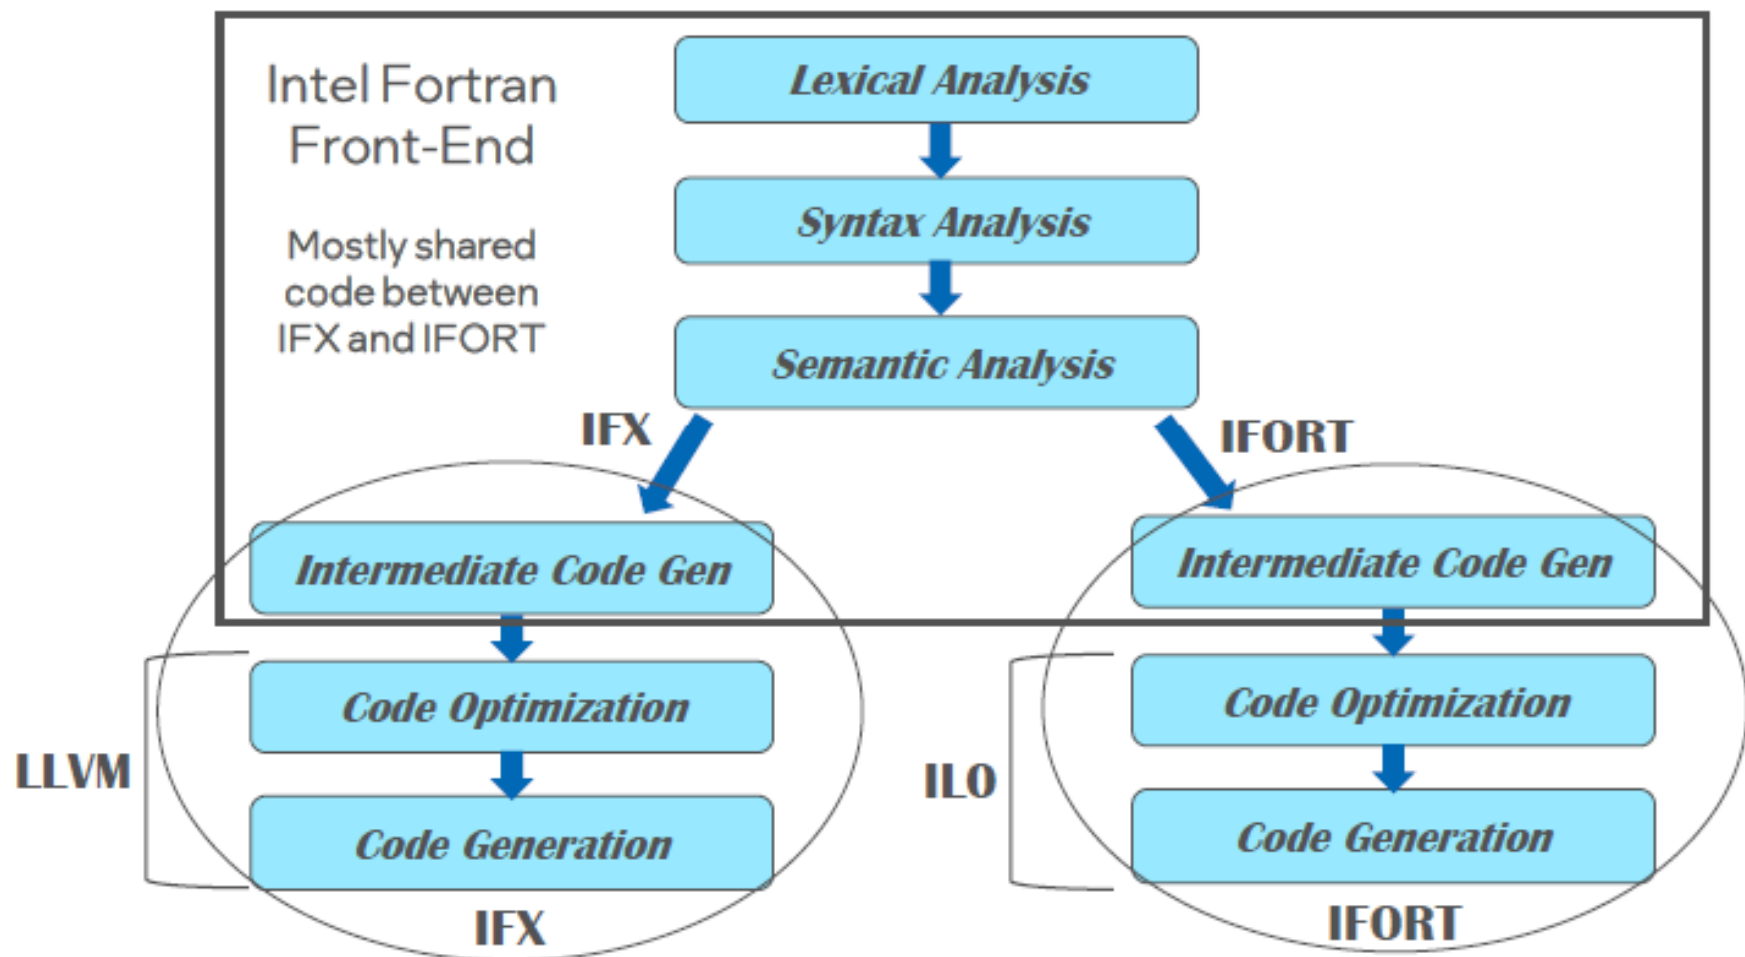 Intel Fortran
Front-End
Mostly shared
code between
IFX and IFORT
Lexical Analysis
Syntax Analysis
Semantic Analysis
IFX
IFORT
Intermediate Code Gen
Intermediate Code Gen
LLVM
Code Optimization
Code Generation
IFX
ILO
Code Optimization
Code Generation
IFORT